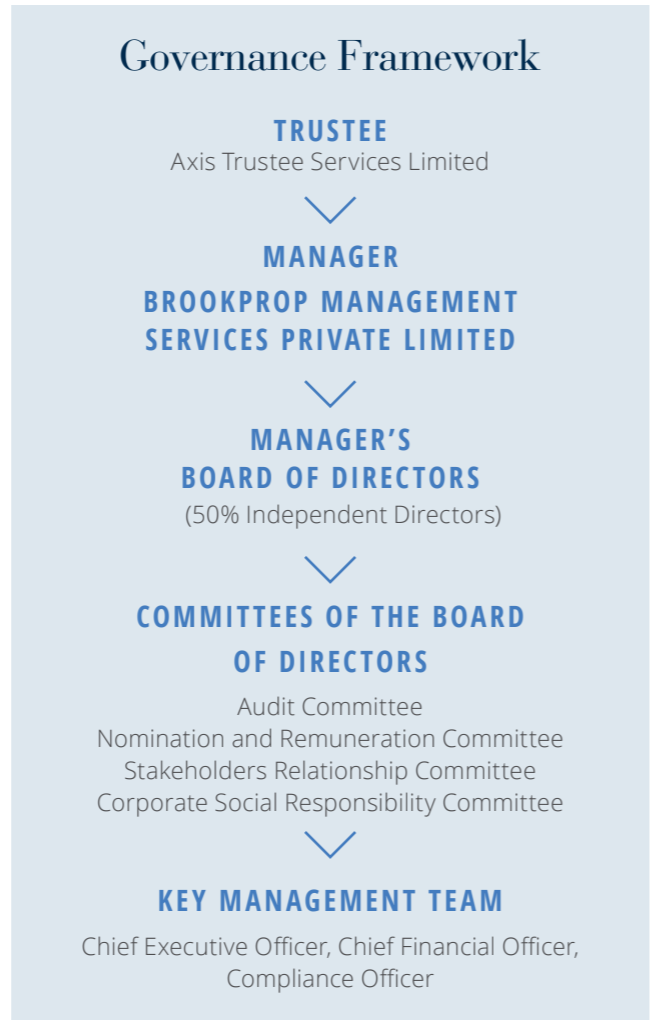 Governance Framework
TRUSTEE
Axis Trustee Services Limited
MANAGER
BROOKPROP MANAGEMENT
SERVICES PRIVATE LIMITED
MANAGER’S
BOARD OF DIRECTORS
(50% Independent Directors)
COMMITTEES OF THE BOARD
OF DIRECTORS
Audit Committee
Nomination and Remuneration Committee
Stakeholders Relationship Committee
Corporate Social Responsibility Committee
KEY MANAGEMENT TEAM
Chief Executive Officer, Chief Financial Officer,
Compliance Officer